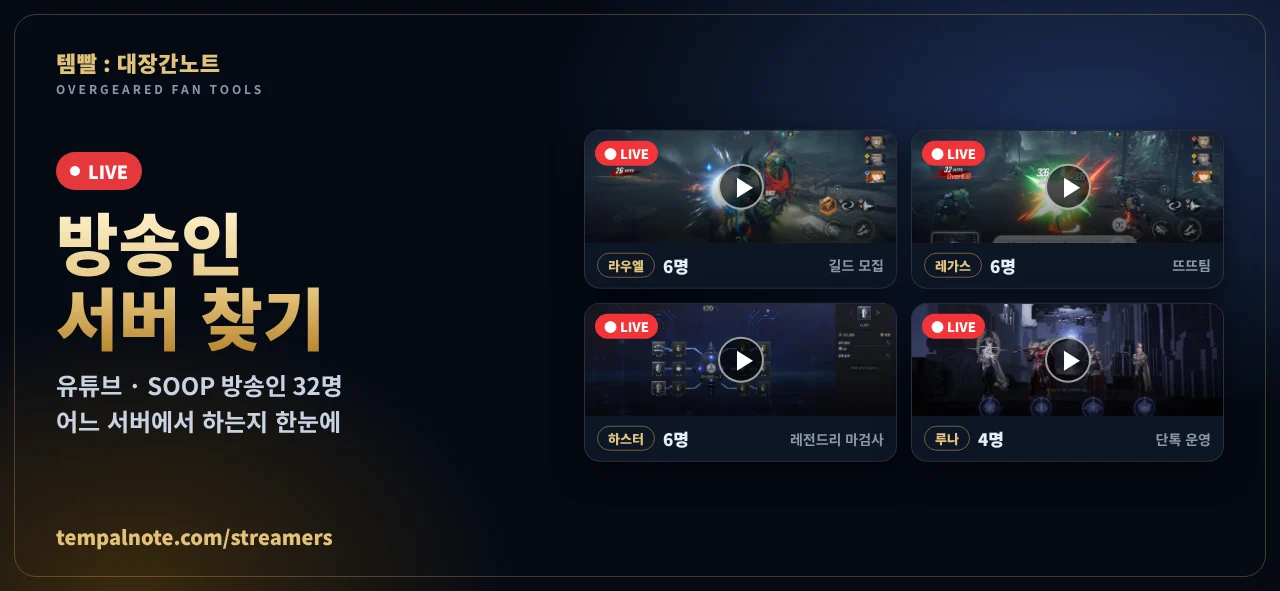 템빨 : 대장간노트
OVERGEARED FAN TOOLS
LIVE
방송인
서버 찾기
유튜브 · SOOP 방송인 32명
어느 서버에서 하는지 한눈에
tempalnote.com/streamers
LIVE
26 HITS
라우엘 6명 길드 모집
LIVE
335
레가스 6명 뜨뜨팀
LIVE
하스터 6명 레전드리 마검사
LIVE
루나 4명 단톡 운영